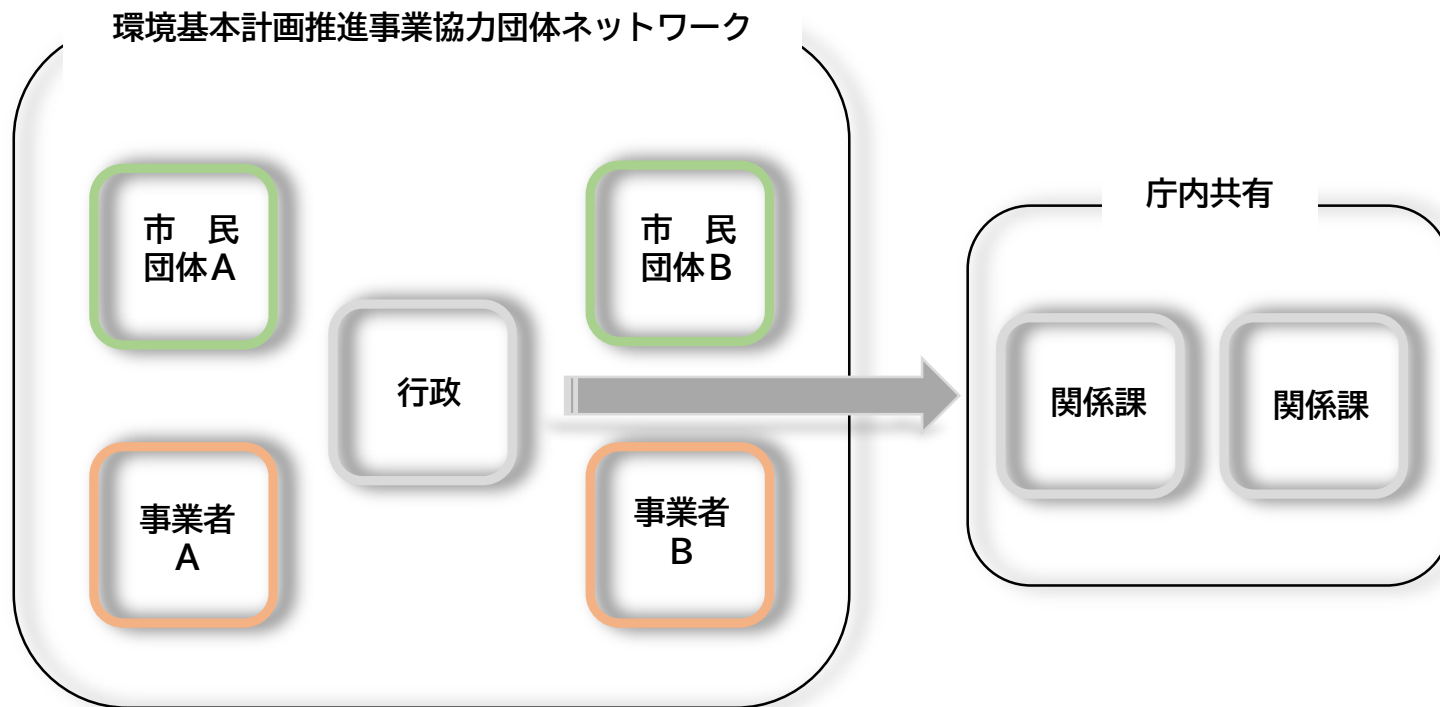 環境基本計画推進事業協力団体ネットワーク
庁内共有
市　民
団体A
市　民
団体B
行政
関係課
関係課
事業者
A
事業者
B